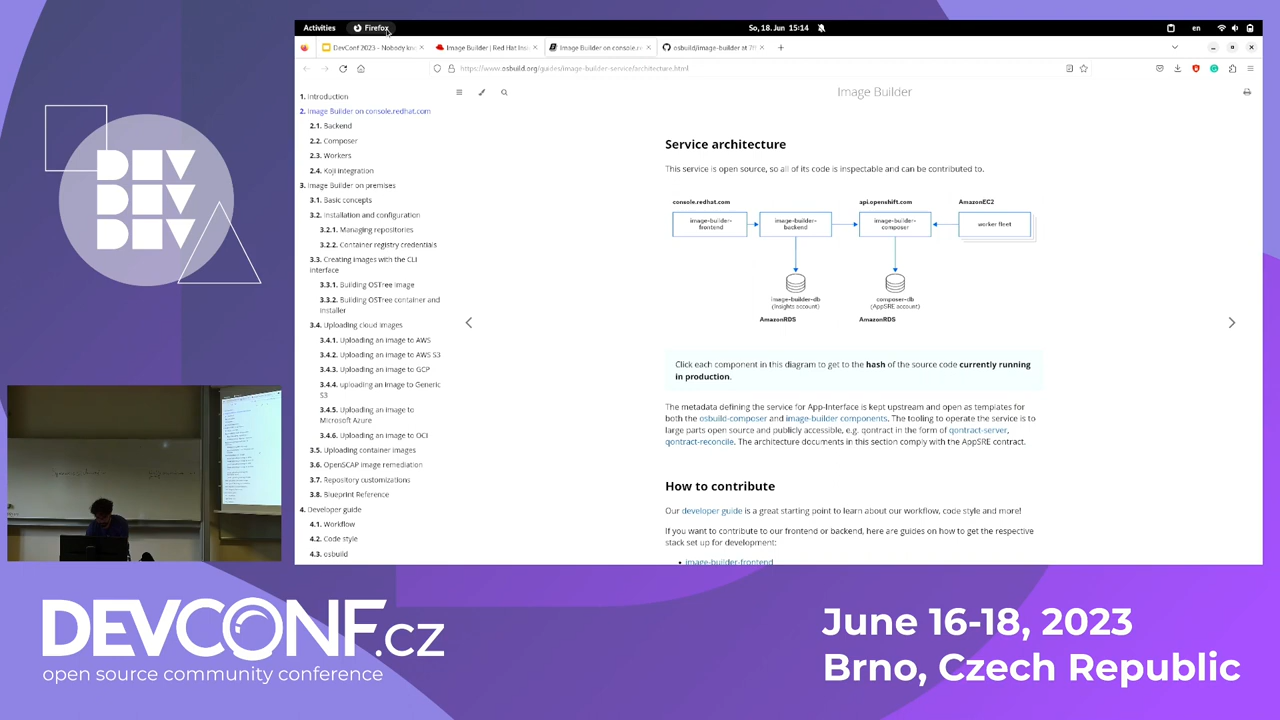 Activities
Firefox
So, 18. Jun 15:14
en
DevConf 2023 - Nobody kno
Image Builder | Red Hat Insi
Image Builder on console.re
osbuild/image-builder at 7f
https://www.osbuild.org/guides/image-builder-service/architecture.html
1. Introduction
2. Image Builder on console.redhat.com
2.1. Backend
2.2. Composer
2.3. Workers
2.4. Koji integration
3. Image Builder on premises
3.1. Basic concepts
3.2. Installation and configuration
3.2.1. Managing repositories
3.2.2. Container registry credentials
3.3. Creating images with the CLI
interface
3.3.1. Building OSTree image
3.3.2. Building OSTree container and
installer
3.4. Uploading cloud images
3.4.1. Uploading an image to AWS
3.4.2. Uploading an image to AWS S3
3.4.3. Uploading an image to GCP
3.4.4. uploading an image to Generic
S3
3.4.5. Uploading an image to
Microsoft Azure
3.4.6. Uploading an image to OCI
3.5. Uploading container images
3.6. OpenSCAP image remediation
3.7. Repository customizations
3.8. Blueprint Reference
4. Developer guide
4.1. Workflow
4.2. Code style
4.3. osbuild
Image Builder
Service architecture
This service is open source, so all of its code is inspectable and can be contributed to.
console.redhat.com
api.openshift.com
AmazonEC2
image-builder-
frontend
image-builder-
backend
image-builder-
composer
worker fleet
image-builder-db
(Insights account)
composer-db
(AppSRE account)
AmazonRDS
AmazonRDS
Click each component in this diagram to get to the hash of the source code currently running
in production.
The metadata defining the service for App-Interface is kept upstream and open as templates for
both the osbuild-composer and image-builder components. The tooling to operate the service is to
large parts open source and publicly accessible, e.g. qontract in the form of qontract-server,
qontract-reconcile. The architecture documents in this section comply with the AppSRE contract.
How to contribute
Our developer guide is a great starting point to learn about our workflow, code style and more!
If you want to contribute to our frontend or backend, here are guides on how to get the respective
stack set up for development:
• image-builder-frontend
DEV
DEV
DEV
DEVCONF.cz
open source community conference
June 16-18, 2023
Brno, Czech Republic